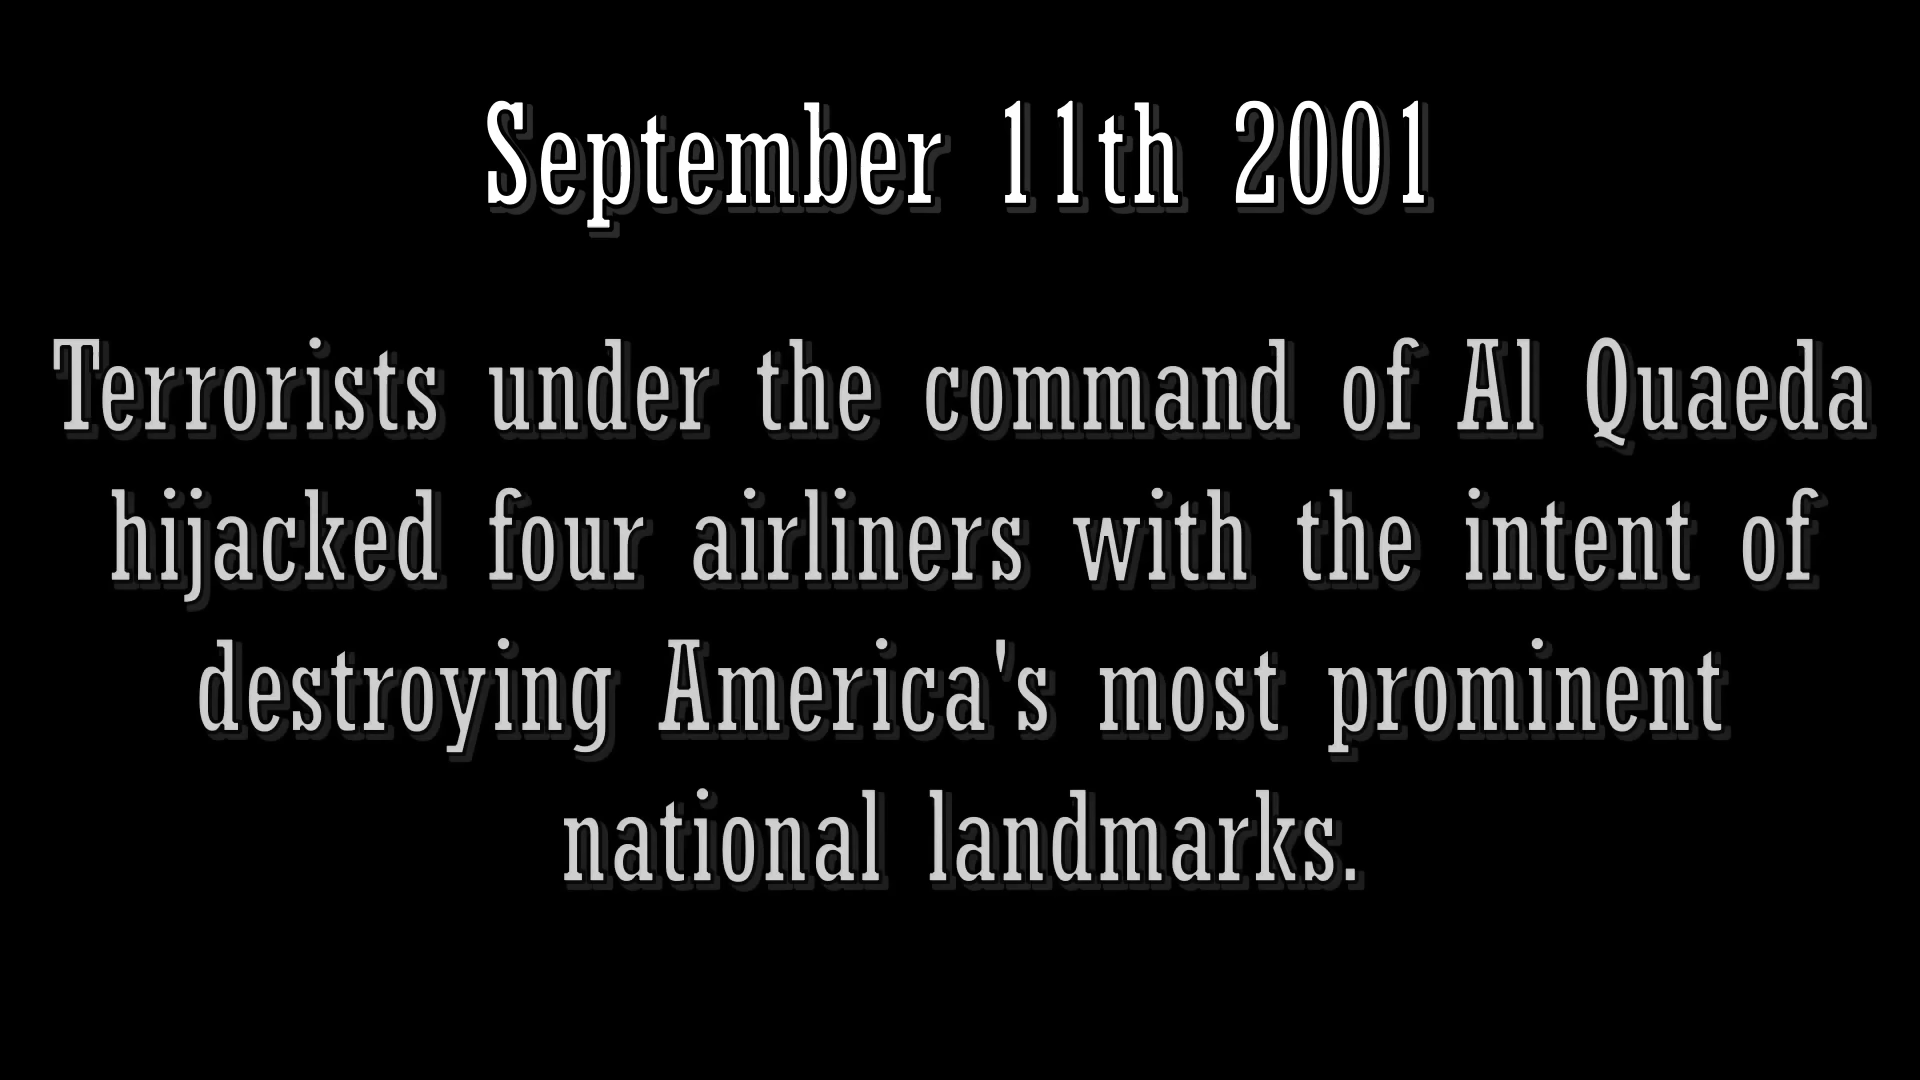 September 11th 2001
Terrorists under the command of Al Quaeda
hijacked four airliners with the intent of
destroying America's most prominent
national landmarks.